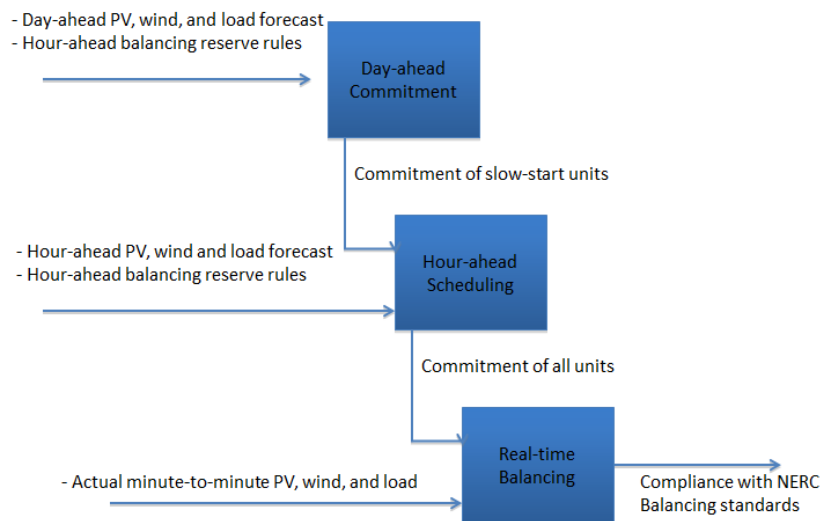 - Day-ahead PV, wind, and load forecast
- Hour-ahead balancing reserve rules
Day-ahead
Commitment
Commitment of slow-start units
- Hour-ahead PV, wind and load forecast
- Hour-ahead balancing reserve rules
Hour-ahead
Scheduling
Commitment of all units
Real-time
Balancing
- Actual minute-to-minute PV, wind, and load
Compliance with NERC
Balancing standards